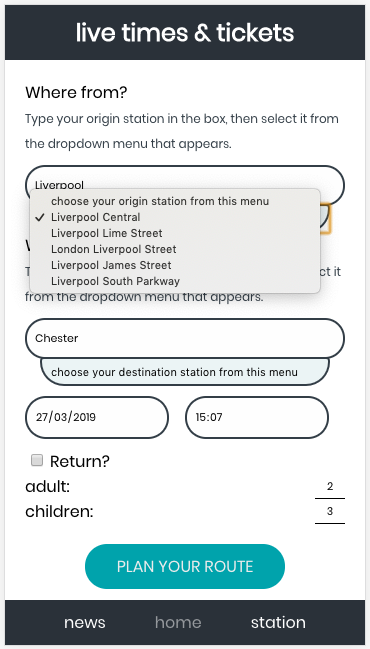 live times & tickets
Where from?
Type your origin station in the box, then select it from
the dropdown menu that appears.
Liverpool
choose your origin station from this menu
✓ Liverpool Central
Liverpool Lime Street
London Liverpool Street
Liverpool James Street
Liverpool South Parkway
ct it
from the dropdown menu that appears.
Chester
choose your destination station from this menu
27/03/2019 15:07
Return?
adult: 2
children: 3
PLAN YOUR ROUTE
news home station